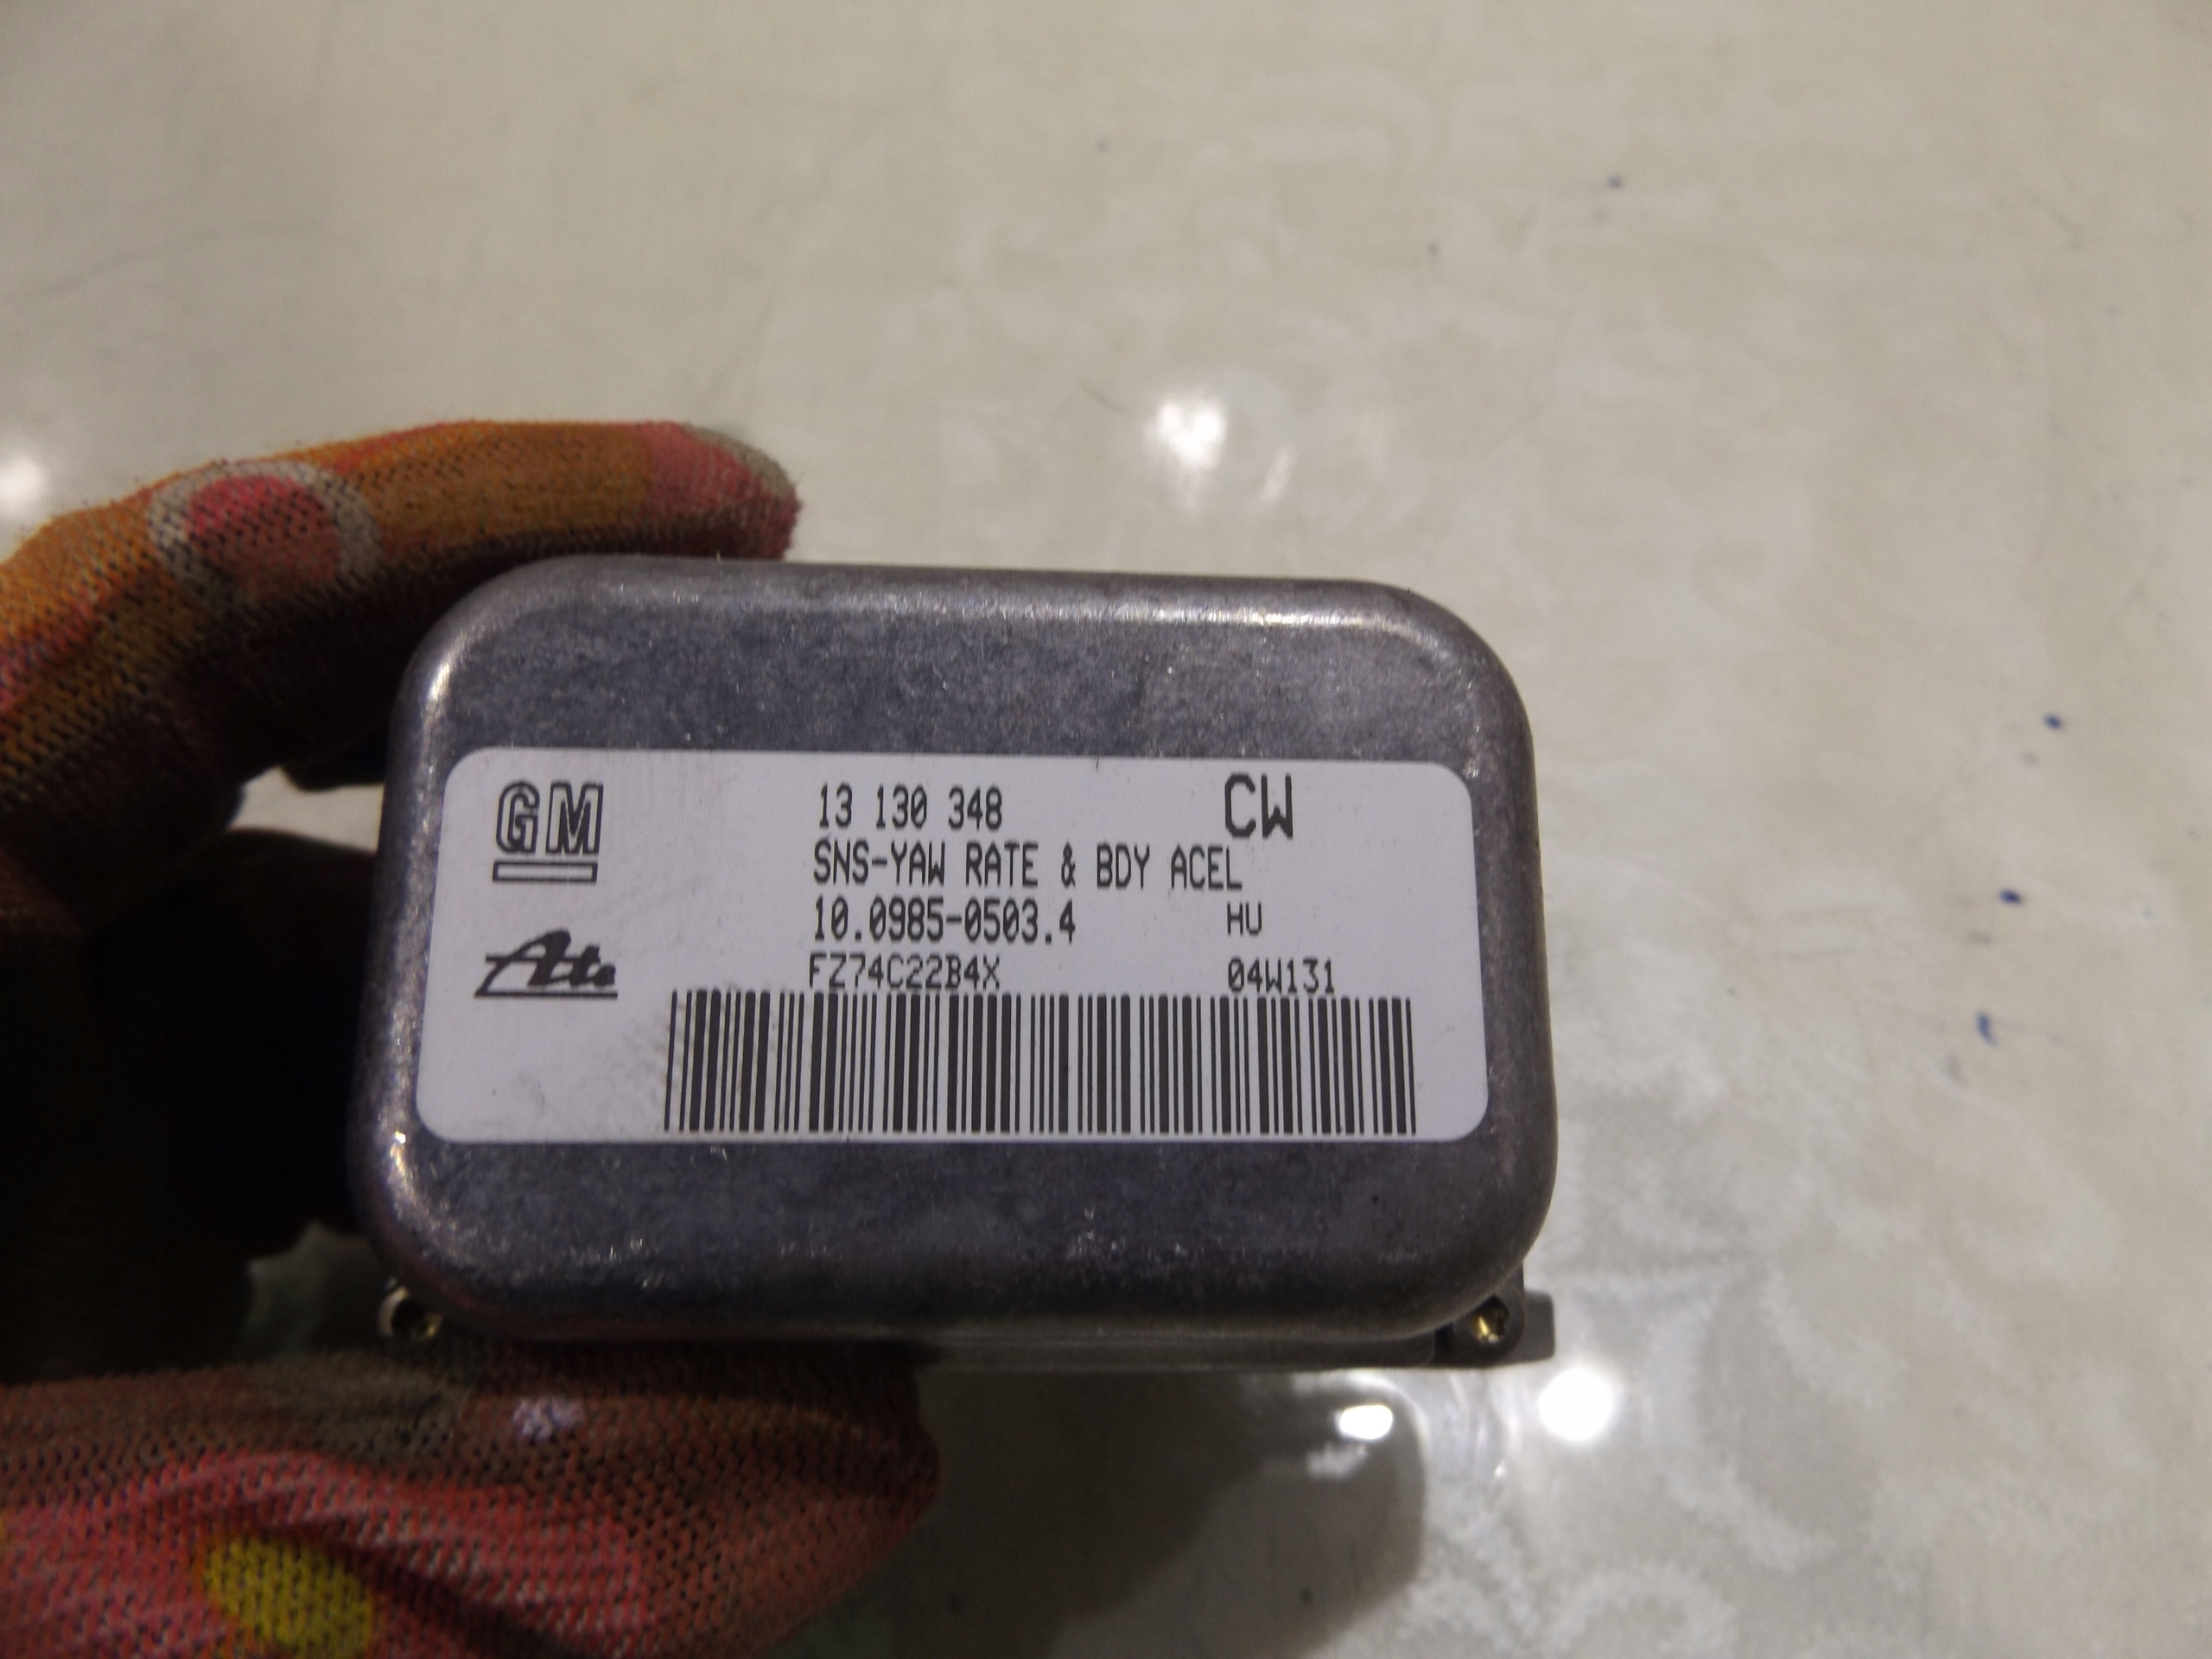 GM 13 130 348 CW
SNS-YAW RATE & BDY ACEL
Ate 10.0985-0503.4 HU
FZ74C22B4X 04W131